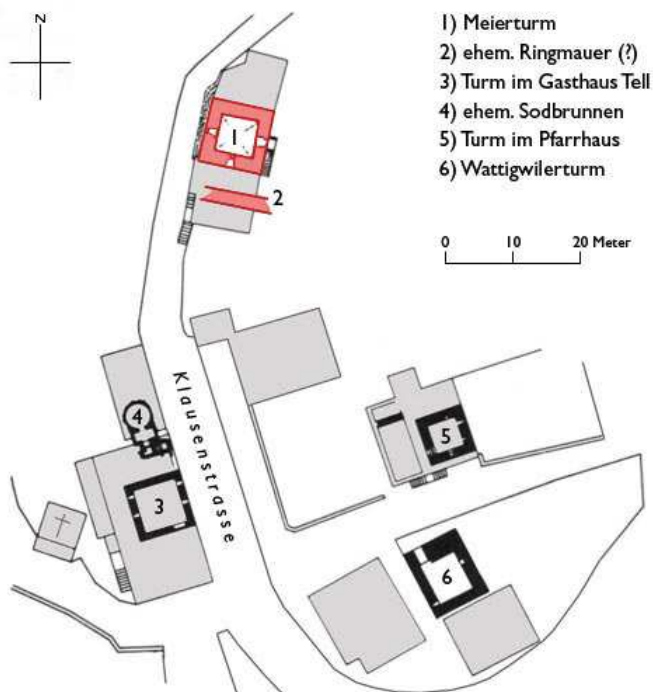 N
1) Meierturm
2) ehem. Ringmauer (?)
3) Turm im Gasthaus Tell
4) ehem. Sodbrunnen
5) Turm im Pfarrhaus
6) Wattigwilerturm
0 10 20 Meter
1
2
Klausenstrasse
4
5
3
6